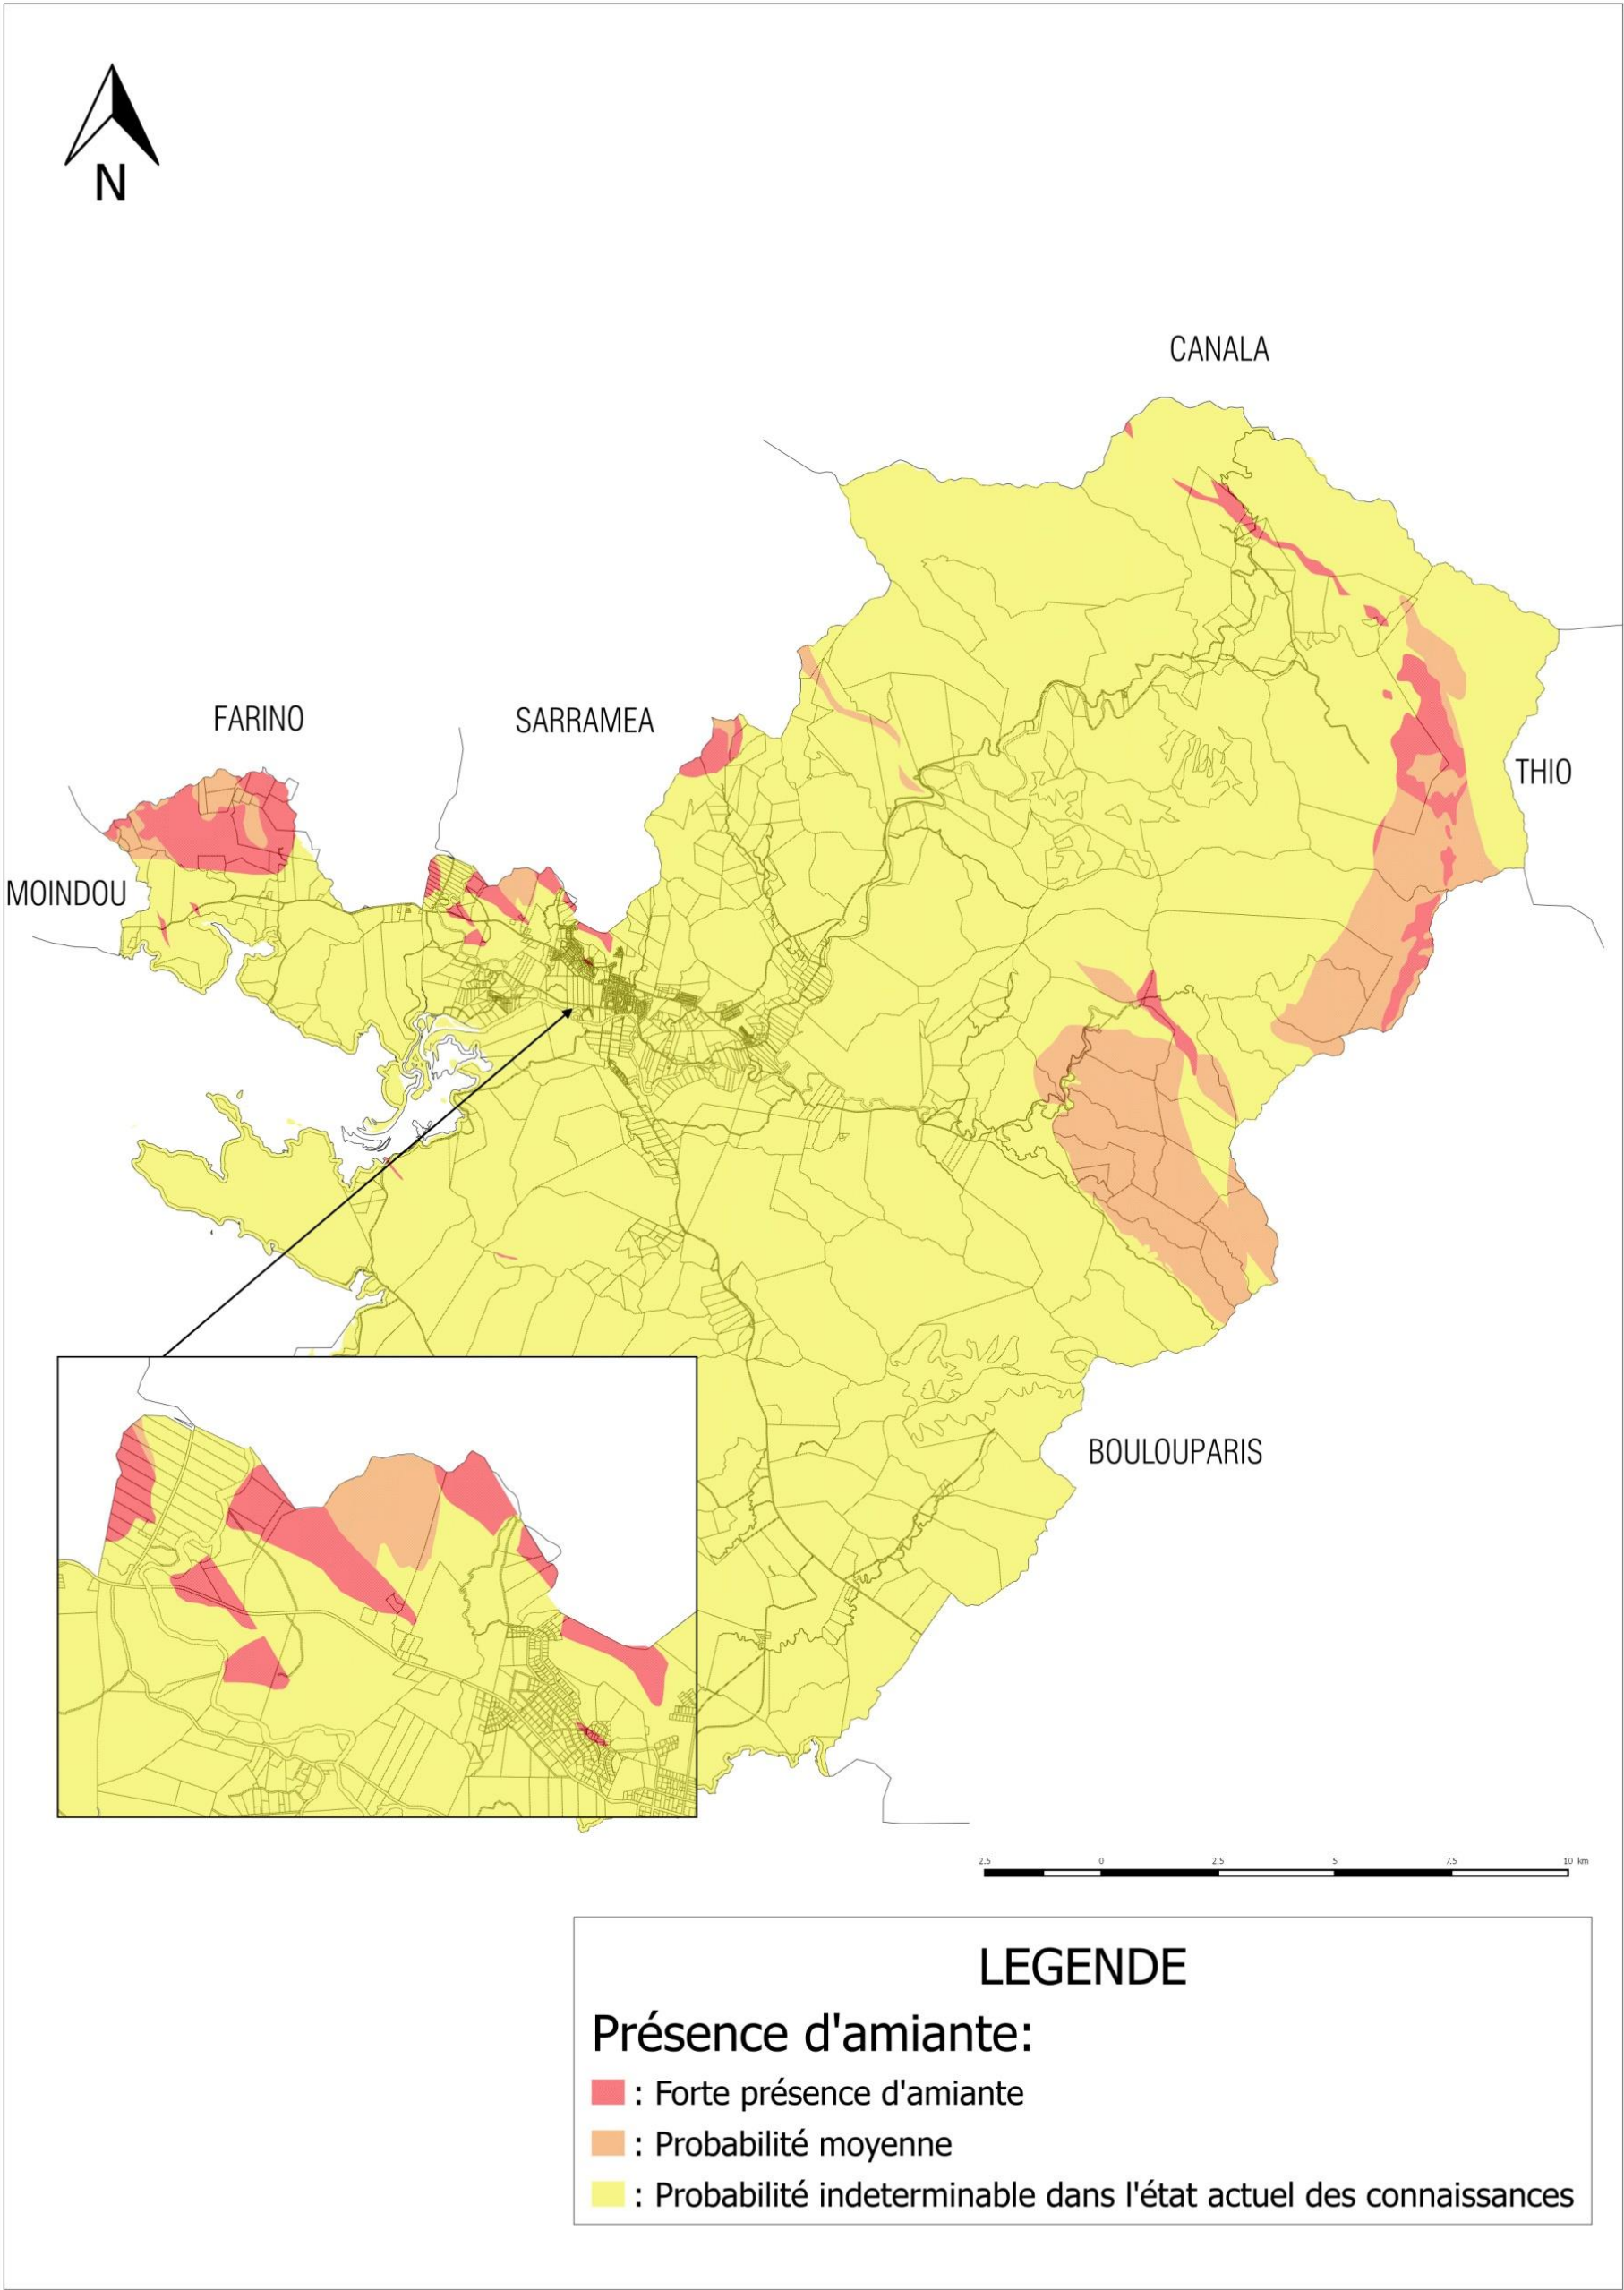 N
CANALA
FARINO
SARRAMEA
THIO
MOINDOU
BOULOUPARIS
2.5 0 2.5 5 7.5 10 km
LEGENDE
Présence d'amiante:
: Forte présence d'amiante
: Probabilité moyenne
: Probabilité indeterminable dans l'état actuel des connaissances